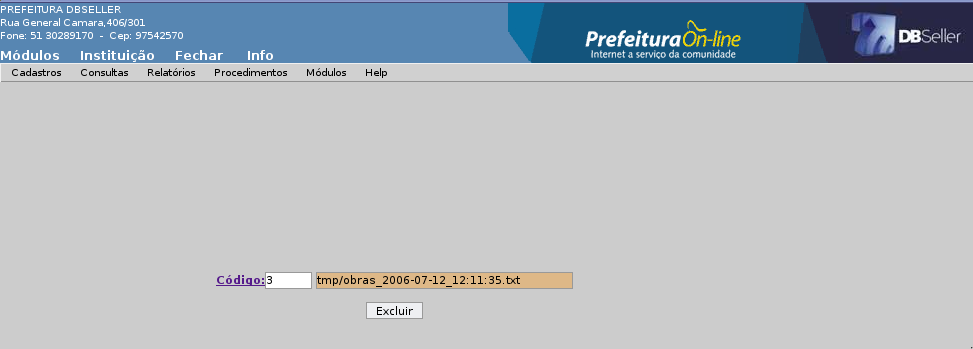 PREFEITURA DBSELLER
Rua General Camara,406/301
Fone: 51 30289170 - Cep: 97542570
Módulos Instituição Fechar Info
Prefeitura On-line
Internet a serviço da comunidade
DBSeller
Cadastros Consultas Relatórios Procedimentos Módulos Help
Código: 3 tmp/obras_2006-07-12_12:11:35.txt
Excluir